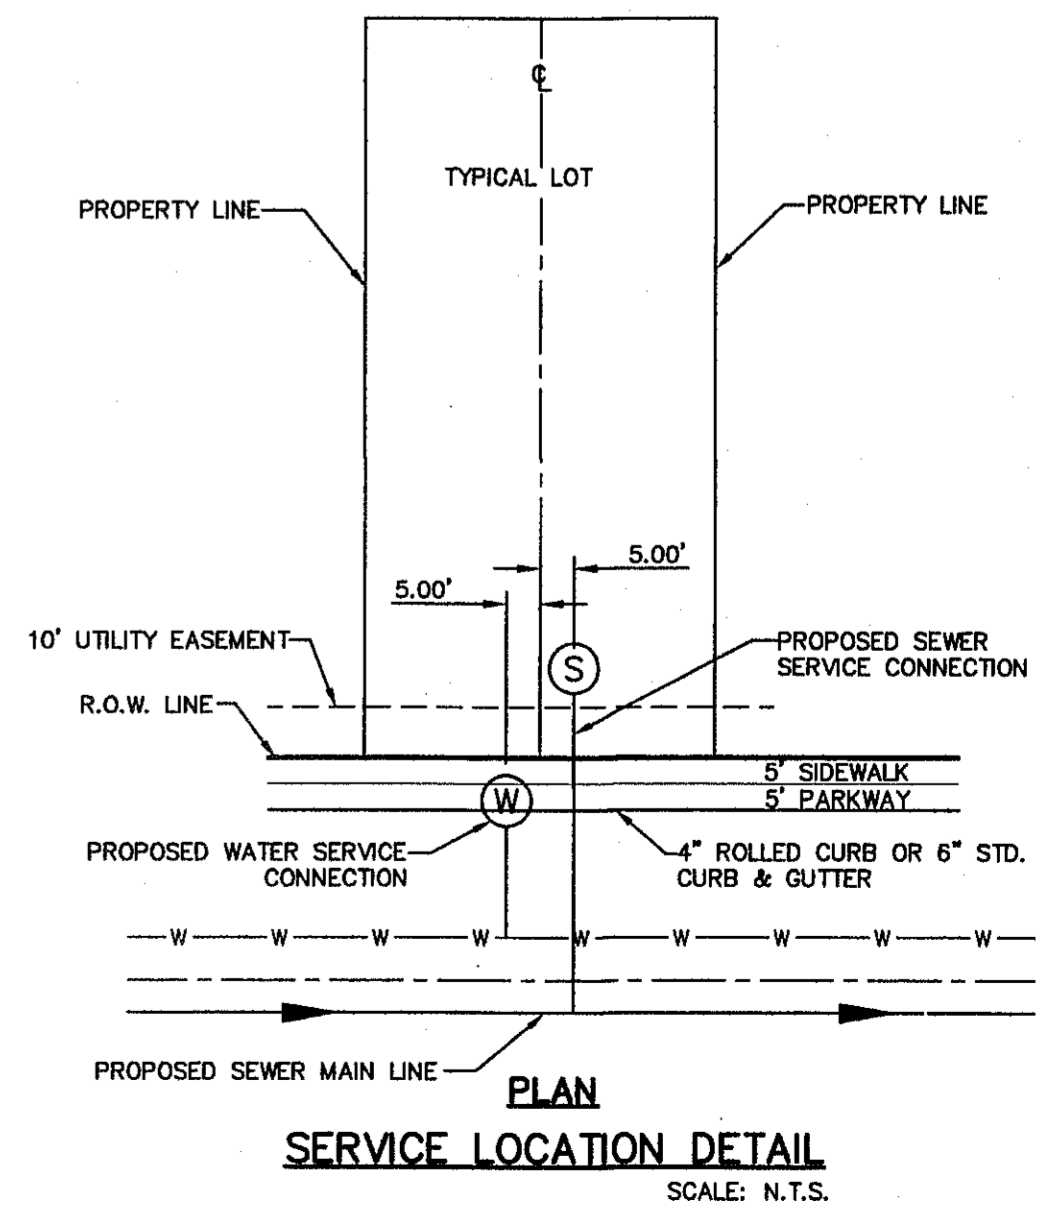 ℄
TYPICAL LOT
PROPERTY LINE
PROPERTY LINE
5.00'
5.00'
10' UTILITY EASEMENT
S
PROPOSED SEWER
SERVICE CONNECTION
R.O.W. LINE
5' SIDEWALK
5' PARKWAY
W
PROPOSED WATER SERVICE
CONNECTION
4" ROLLED CURB OR 6" STD.
CURB & GUTTER
W W W W W W W W W
PROPOSED SEWER MAIN LINE
PLAN
SERVICE LOCATION DETAIL
SCALE: N.T.S.